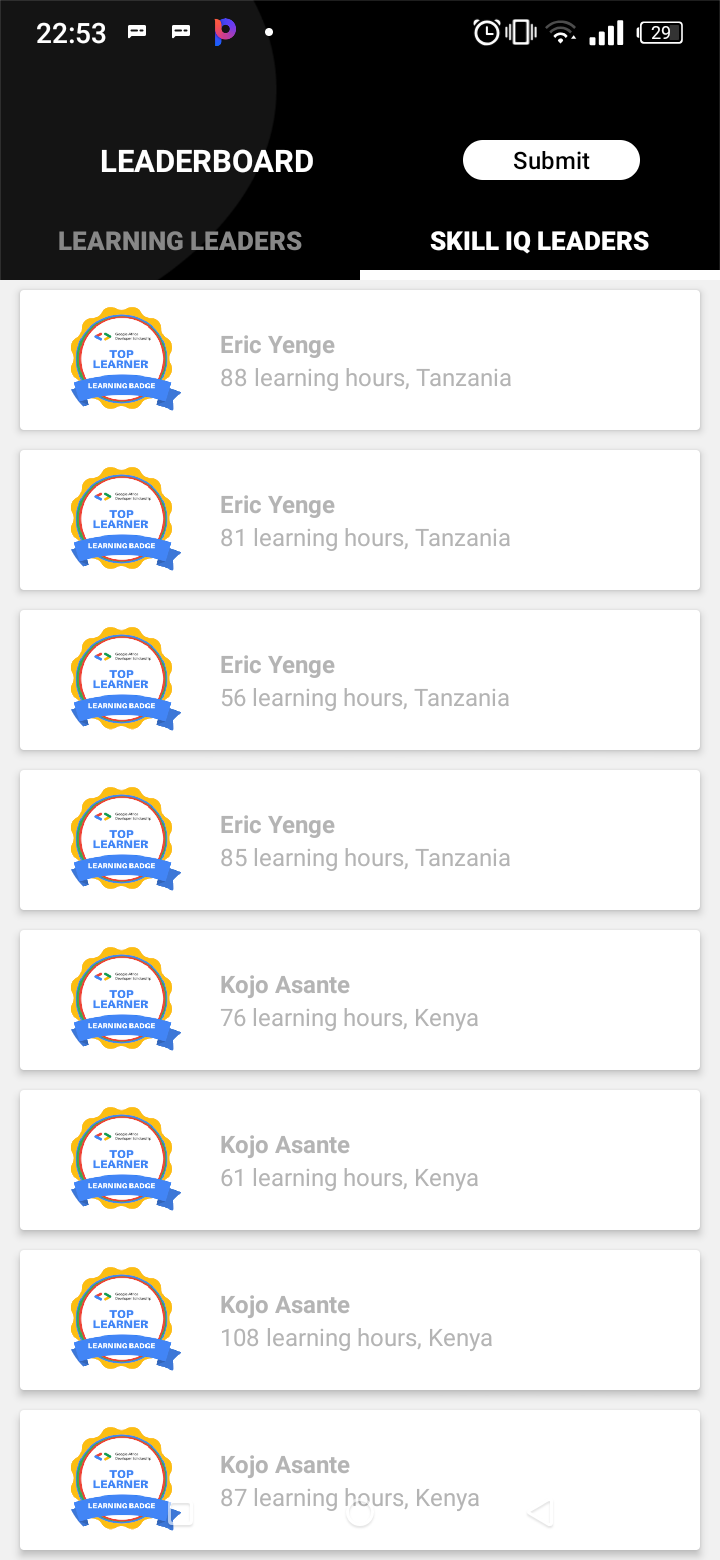 22:53
29
LEADERBOARD
Submit
LEARNING LEADERS
SKILL IQ LEADERS
Google Africa
Developer Scholarship
TOP
LEARNER
LEARNING BADGE
Eric Yenge
88 learning hours, Tanzania
Google Africa
Developer Scholarship
TOP
LEARNER
LEARNING BADGE
Eric Yenge
81 learning hours, Tanzania
Google Africa
Developer Scholarship
TOP
LEARNER
LEARNING BADGE
Eric Yenge
56 learning hours, Tanzania
Google Africa
Developer Scholarship
TOP
LEARNER
LEARNING BADGE
Eric Yenge
85 learning hours, Tanzania
Google Africa
Developer Scholarship
TOP
LEARNER
LEARNING BADGE
Kojo Asante
76 learning hours, Kenya
Google Africa
Developer Scholarship
TOP
LEARNER
LEARNING BADGE
Kojo Asante
61 learning hours, Kenya
Google Africa
Developer Scholarship
TOP
LEARNER
LEARNING BADGE
Kojo Asante
108 learning hours, Kenya
Google Africa
Developer Scholarship
TOP
LEARNER
LEARNING BADGE
Kojo Asante
87 learning hours, Kenya